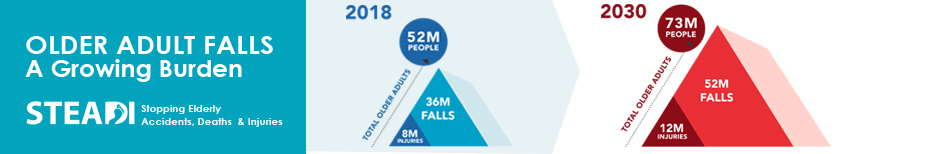 OLDER ADULT FALLS
A Growing Burden
STEADI
Stopping Elderly
Accidents, Deaths & Injuries
2018
52M
PEOPLE
TOTAL OLDER ADULTS
36M
FALLS
8M
INJURIES
2030
73M
PEOPLE
TOTAL OLDER ADULTS
52M
FALLS
12M
INJURIES